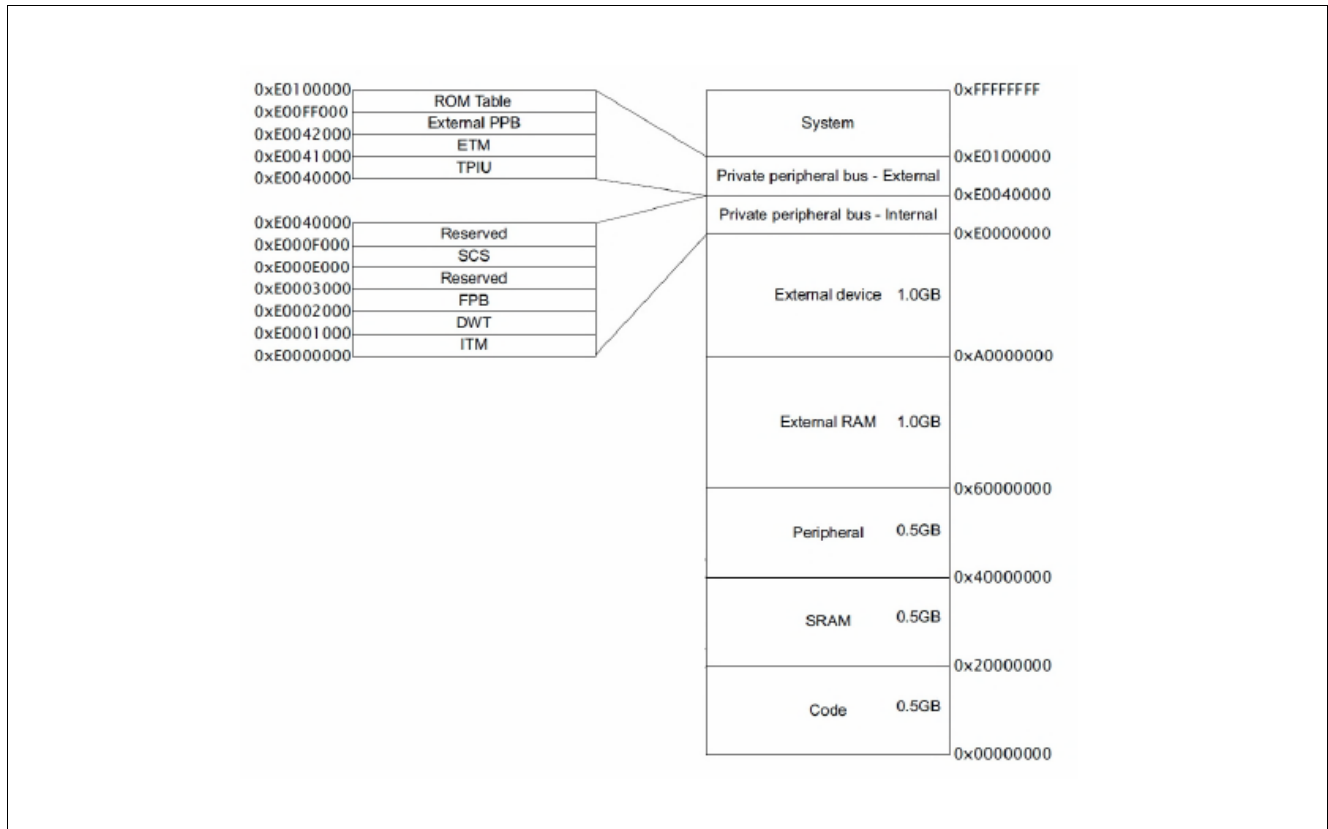 0xE0100000
ROM Table
0xE00FF000
External PPB
0xE0042000
ETM
0xE0041000
TPIU
0xE0040000
0xE0040000
Reserved
0xE000F000
SCS
0xE000E000
Reserved
0xE0003000
FPB
0xE0002000
DWT
0xE0001000
ITM
0xE0000000
0xFFFFFFFF
System
0xE0100000
Private peripheral bus - External
0xE0040000
Private peripheral bus - Internal
0xE0000000
External device 1.0GB
0xA0000000
External RAM 1.0GB
0x60000000
Peripheral 0.5GB
0x40000000
SRAM 0.5GB
0x20000000
Code 0.5GB
0x00000000